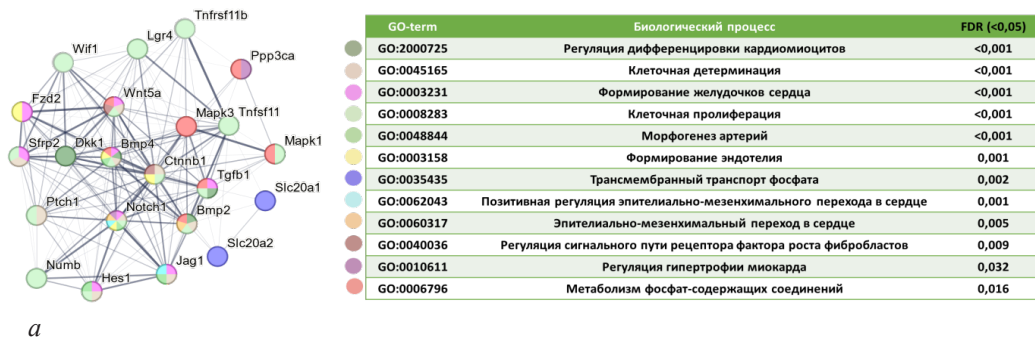 Tnfrsf11b
Lgr4
Wif1
Ppp3ca
Fzd2
Wnt5a
Mapk3
Tnfsf11
Sfrp2
Dkk1
Bmp4
Mapk1
Ctnnb1
Tgfb1
Slc20a1
Ptch1
Notch1
Bmp2
Slc20a2
Numb
Hes1
Jag1
a
GO-term Биологический процесс FDR (<0,05)
GO:2000725 Регуляция дифференцировки кардиомиоцитов <0,001
GO:0045165 Клеточная детерминация <0,001
GO:0003231 Формирование желудочков сердца <0,001
GO:0008283 Клеточная пролиферация <0,001
GO:0048844 Морфогенез артерий <0,001
GO:0003158 Формирование эндотелия 0,001
GO:0035435 Трансмембранный транспорт фосфата 0,002
GO:0062043 Позитивная регуляция эпителиально-мезенхимального перехода в сердце 0,001
GO:0060317 Эпителиально-мезенхимальный переход в сердце 0,005
GO:0040036 Регуляция сигнального пути рецептора фактора роста фибробластов 0,009
GO:0010611 Регуляция гипертрофии миокарда 0,032
GO:0006796 Метаболизм фосфат-содержащих соединений 0,016